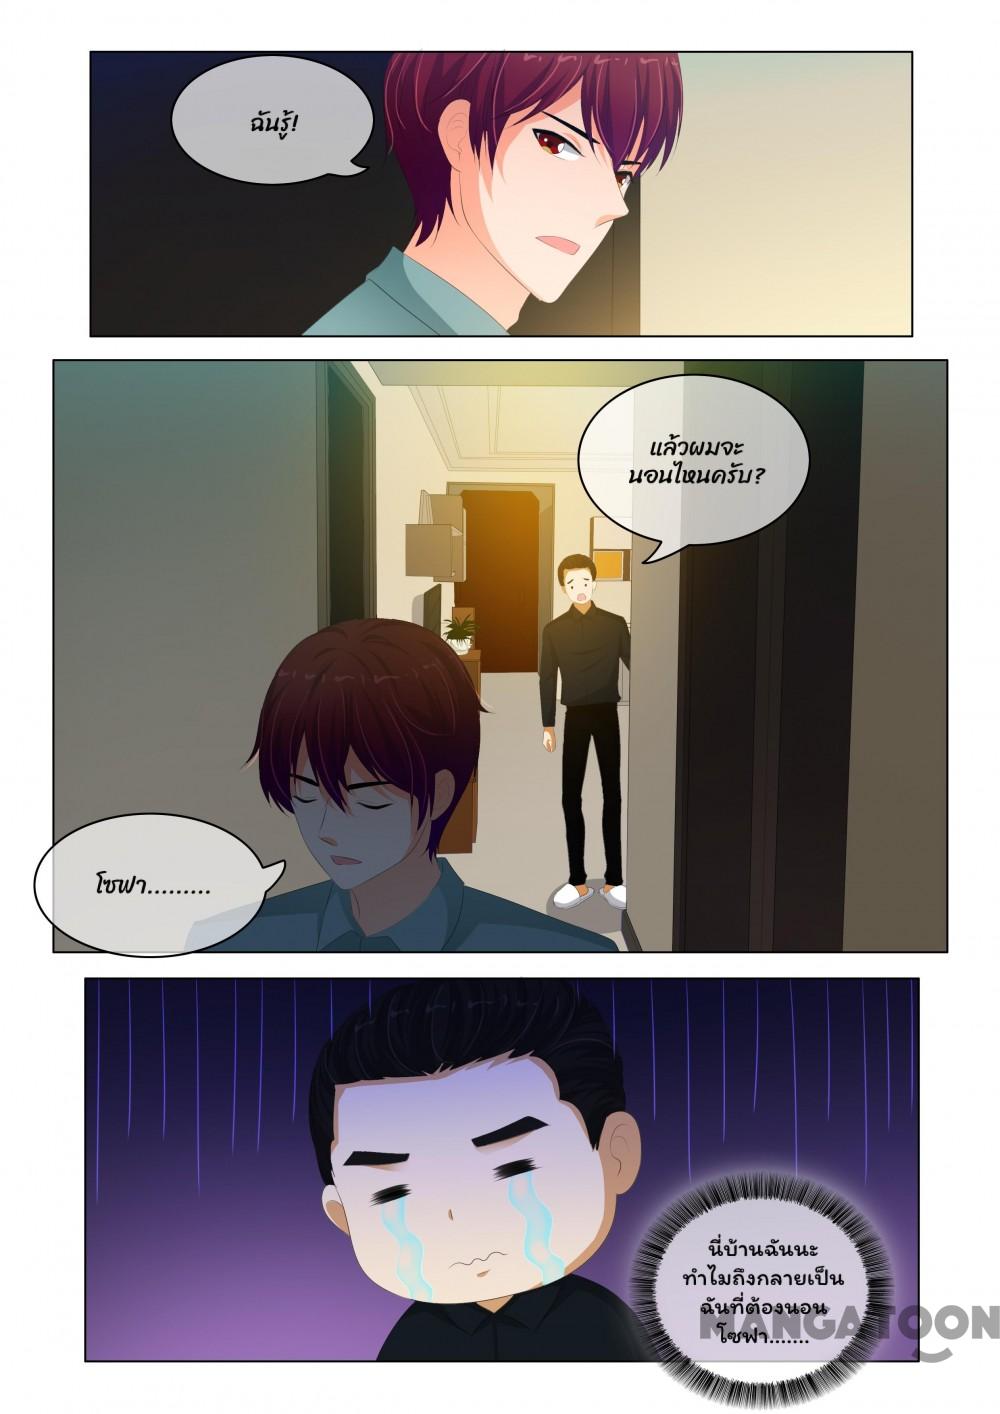 ฉันรู้!
แล้วผมจะ
นอนไหนครับ?
โซฟา.........
นี่บ้านฉันนะ
ทำไมถึงกลายเป็น
ฉันที่ต้องนอน
โซฟา.......
MANGATOON